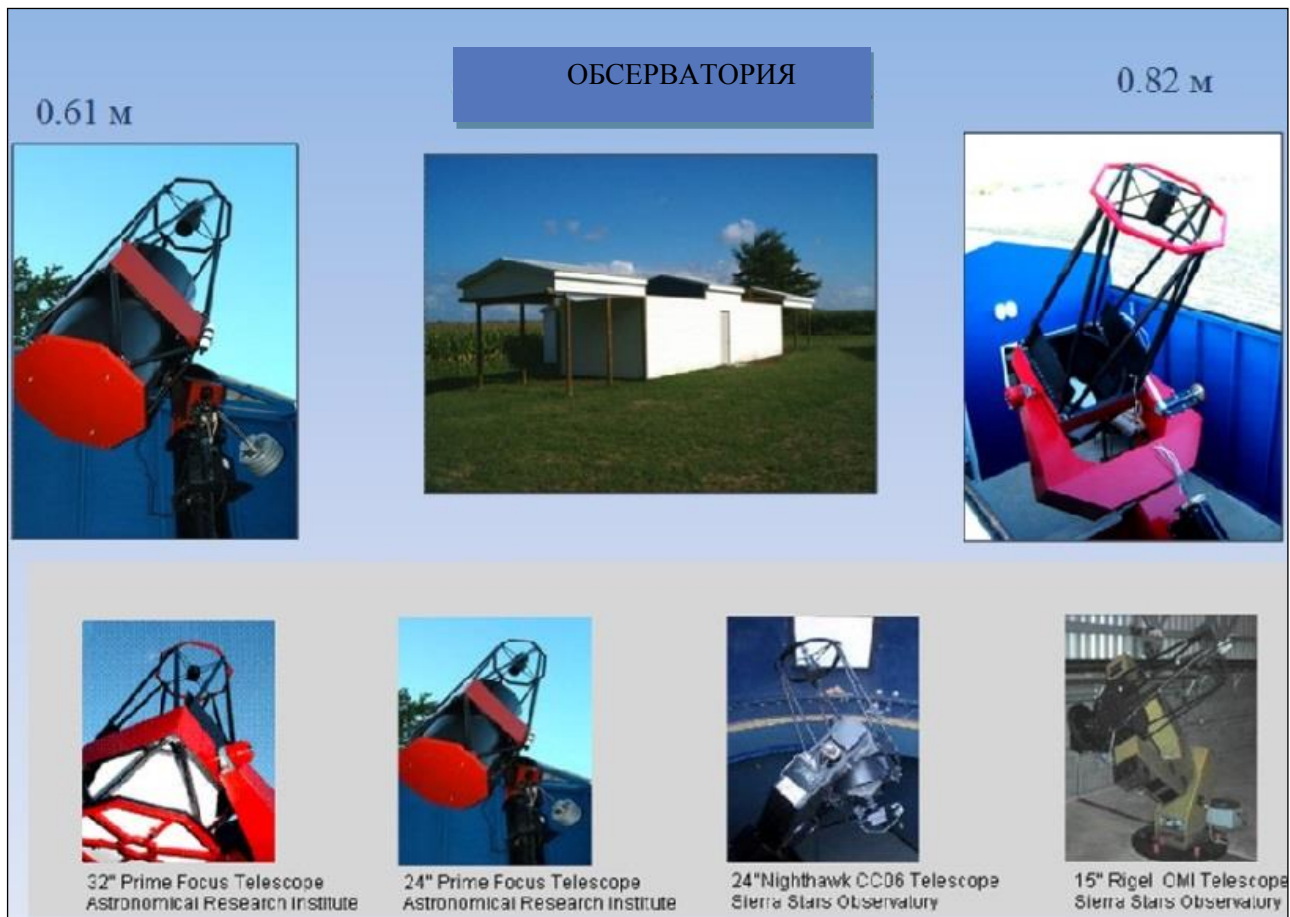 ОБСЕРВАТОРИЯ
0.61 м
0.82 м
32" Prime Focus Telescope
Astronomical Research Institute
24" Prime Focus Telescope
Astronomical Research Institute
24"Nighthawk CC06 Telescope
Sierra Stars Observatory
15" Rigel OMI Telescope
Sierra Stars Observatory